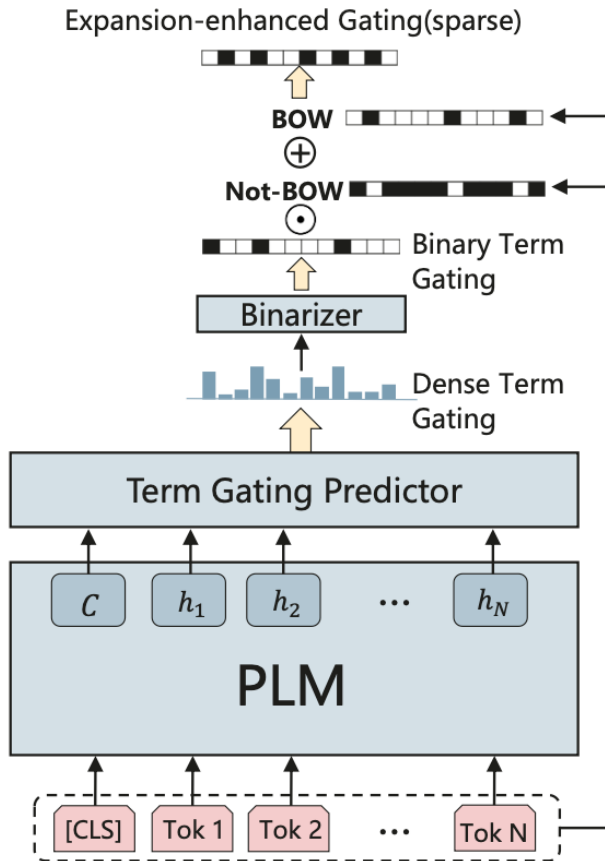 Expansion-enhanced Gating(sparse)
BOW
Not-BOW
Binary Term
Gating
Binarizer
Dense Term
Gating
Term Gating Predictor
C h₁ h₂ ... h_N
PLM
[CLS] Tok 1 Tok 2 ... Tok N